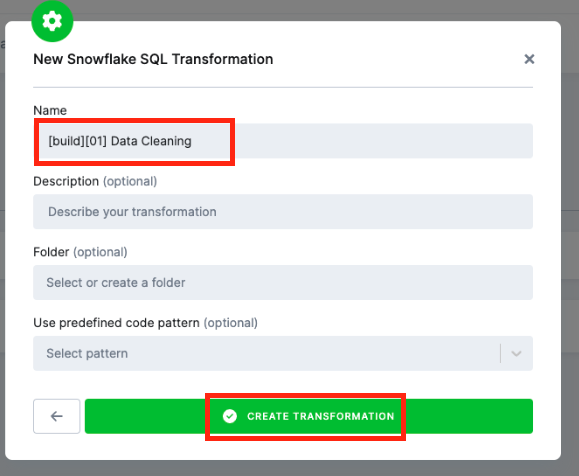 New Snowflake SQL Transformation
Name
[build][01] Data Cleaning
Description (optional)
Describe your transformation
Folder (optional)
Select or create a folder
Use predefined code pattern (optional)
Select pattern
CREATE TRANSFORMATION